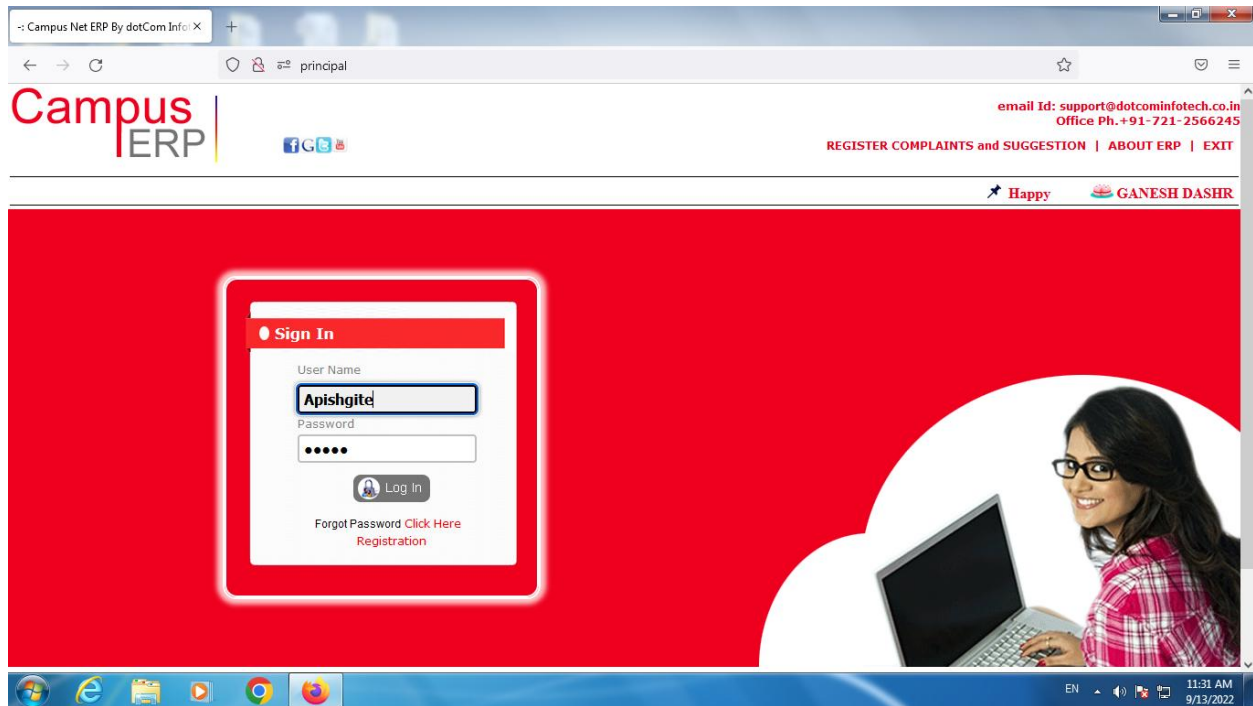 -: Campus Net ERP By dotCom Info
principal
Campus
ERP
email Id: support@dotcominfotech.co.in
Office Ph.+91-721-2566245
REGISTER COMPLAINTS and SUGGESTION | ABOUT ERP | EXIT
Happy GANESH DASHR
Sign In
User Name
Apishgite
Password
•••••
Log In
Forgot Password Click Here
Registration
EN
11:31 AM
9/13/2022